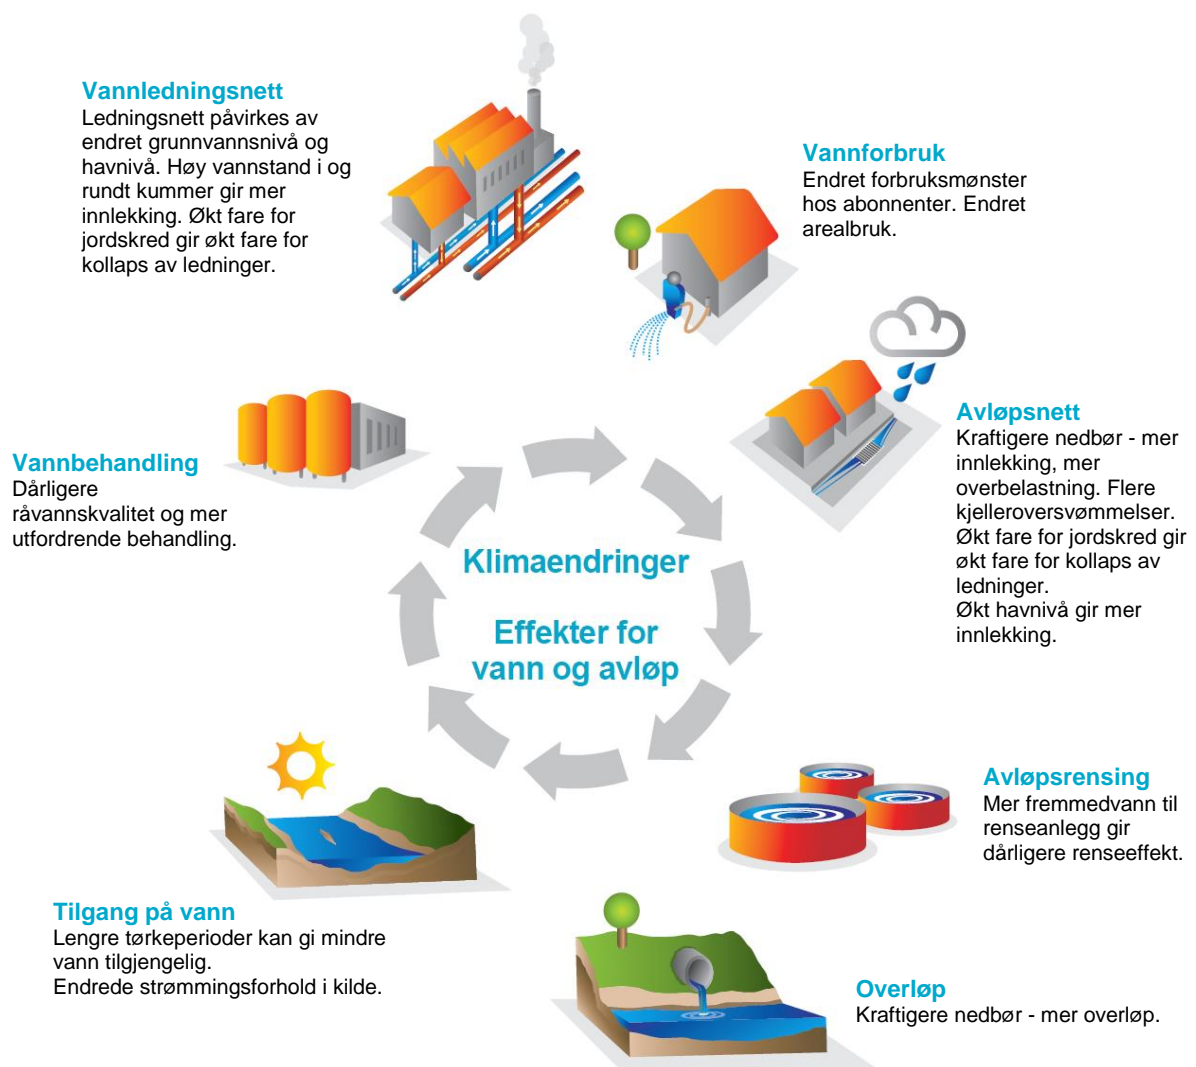 Vannledningsnett
Ledningsnett påvirkes av
endret grunnvannsnivå og
havnivå. Høy vannstand i og
rundt kummer gir mer
innlekking. Økt fare for
jordskred gir økt fare for
kollaps av ledninger.
Vannforbruk
Endret forbruksmønster
hos abonnenter. Endret
arealbruk.
Avløpsnett
Kraftigere nedbør - mer
innlekking, mer
overbelastning. Flere
kjelleroversvømmelser.
Økt fare for jordskred gir
økt fare for kollaps av
ledninger.
Økt havnivå gir mer
innlekking.
Vannbehandling
Dårligere
råvannskvalitet og mer
utfordrende behandling.
Klimaendringer
Effekter for
vann og avløp
Avløpsrensing
Mer fremmedvann til
renseanlegg gir
dårligere renseeffekt.
Tilgang på vann
Lengre tørkeperioder kan gi mindre
vann tilgjengelig.
Endrede strømmingsforhold i kilde.
Overløp
Kraftigere nedbør - mer overløp.